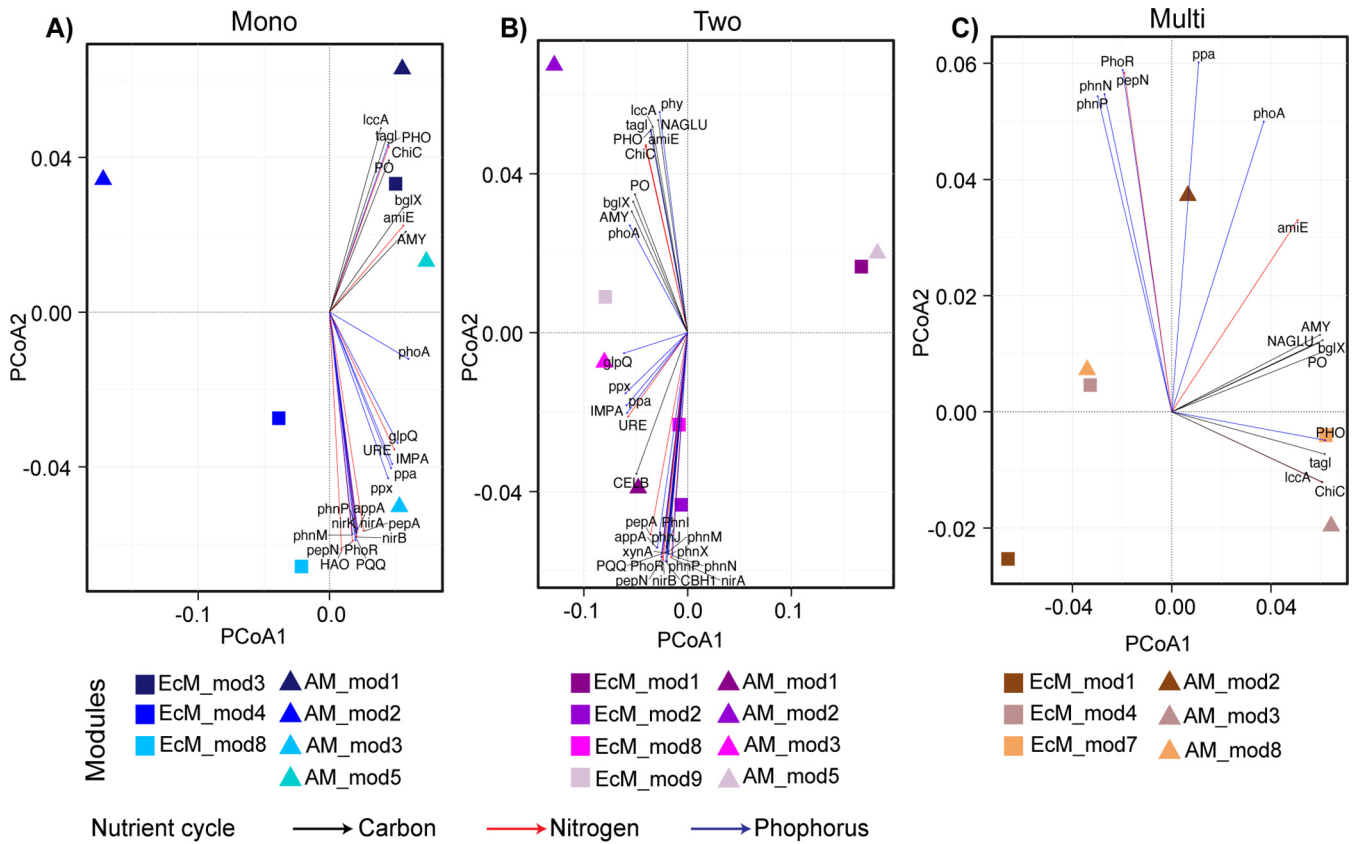 A) Mono
B) Two
C) Multi
PCoA2
0.04
0.00
-0.04
-0.1
0.0
PCoA1
lccA
tagI PHO
ChiC
PO
bglX
amiE
AMY
phoA
glpQ
URE IMPA
ppa
ppx
phnP appA
nirK nirA pepA
phnM nirB
pepN PhoR
HAO PQQ
PCoA2
0.04
0.00
-0.04
-0.1
0.0
0.1
PCoA1
lccA phy
tagI NAGLU
PHO amiE
ChiC
PO
bglX
AMY
phoA
glpQ
ppx
IMPA ppa
URE
CELB
pepA PhnI
appA phnJ phnM
xynA phnX
PQQ PhoR phnP phnN
pepN nirB CBH1 nirA
PCoA2
0.06
0.04
0.02
0.00
-0.02
-0.04
0.00
0.04
PCoA1
PhoR ppa
phnN pepN
phnP
phoA
amiE
AMY
NAGLU bglX
PO
PHO
tagI
lccA
ChiC
Modules
EcM_mod3 AM_mod1
EcM_mod4 AM_mod2
EcM_mod8 AM_mod3
AM_mod5
EcM_mod1 AM_mod1
EcM_mod2 AM_mod2
EcM_mod8 AM_mod3
EcM_mod9 AM_mod5
EcM_mod1 AM_mod2
EcM_mod4 AM_mod3
EcM_mod7 AM_mod8
Nutrient cycle Carbon Nitrogen Phophorus